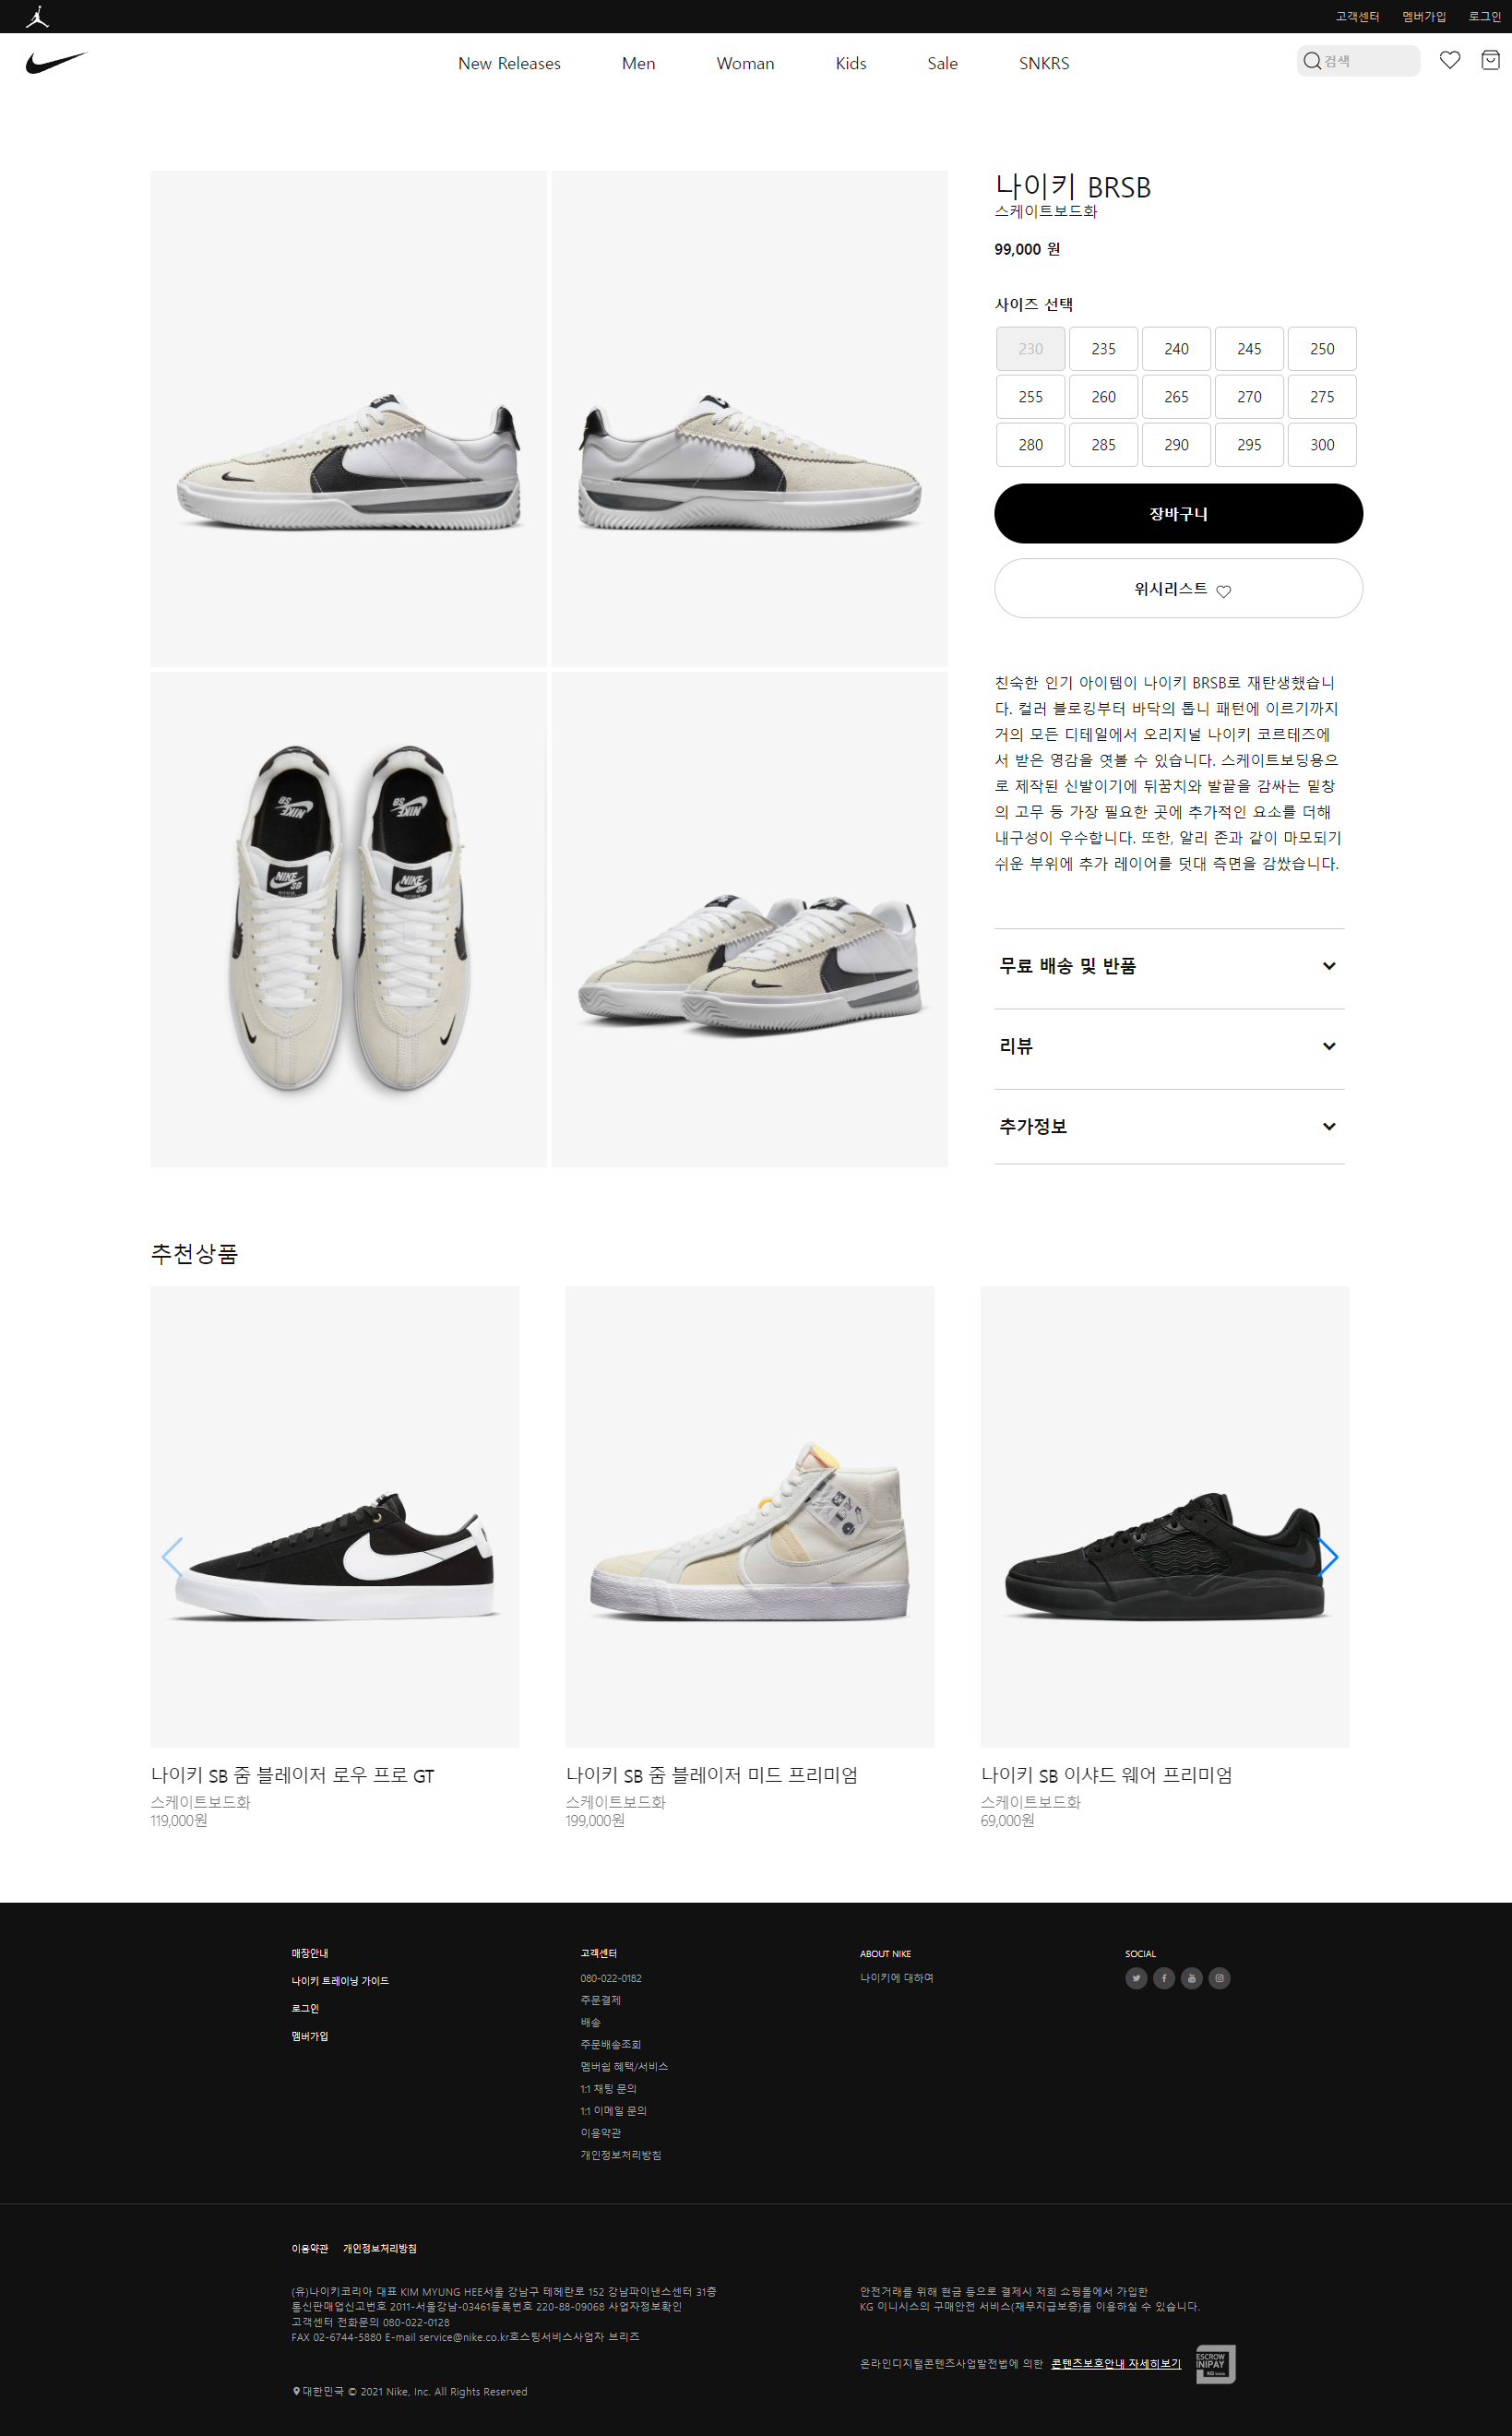 고객센터 멤버가입 로그인
New Releases Men Woman Kids Sale SNKRS 검색
나이키 BRSB
스케이트보드화
99,000 원
사이즈 선택
230 235 240 245 250
255 260 265 270 275
280 285 290 295 300
장바구니
위시리스트
친숙한 인기 아이템이 나이키 BRSB로 재탄생했습니
다. 컬러 블로킹부터 바닥의 톱니 패턴에 이르기까지
거의 모든 디테일에서 오리지널 나이키 코르테즈에
서 받은 영감을 엿볼 수 있습니다. 스케이트보딩용으
로 제작된 신발이기에 뒤꿈치와 발끝을 감싸는 밑창
의 고무 등 가장 필요한 곳에 추가적인 요소를 더해
내구성이 우수합니다. 또한, 알리 존과 같이 마모되기
쉬운 부위에 추가 레이어를 덧대 측면을 감쌌습니다.
무료 배송 및 반품
리뷰
추가정보
NIKE SB
NIKE SB
NIKE SB
NIKE SB
추천상품
나이키 SB 줌 블레이저 로우 프로 GT
스케이트보드화
119,000원
나이키 SB 줌 블레이저 미드 프리미엄
스케이트보드화
199,000원
나이키 SB 이샤드 웨어 프리미엄
스케이트보드화
69,000원
매장안내
나이키 트레이닝 가이드
로그인
멤버가입
고객센터
080-022-0182
주문결제
배송
주문배송조회
멤버쉽 혜택/서비스
1:1 채팅 문의
1:1 이메일 문의
이용약관
개인정보처리방침
ABOUT NIKE
나이키에 대하여
SOCIAL
이용약관 개인정보처리방침
(유)나이키코리아 대표 KIM MYUNG HEE서울 강남구 테헤란로 152 강남파이낸스센터 31층
통신판매업신고번호 2011-서울강남-03461등록번호 220-88-09068 사업자정보확인
고객센터 전화문의 080-022-0128
FAX 02-6744-5880 E-mail service@nike.co.kr호스팅서비스사업자 브리즈
대한민국 © 2021 Nike, Inc. All Rights Reserved
안전거래를 위해 현금 등으로 결제시 저희 쇼핑몰에서 가입한
KG 이니시스의 구매안전 서비스(채무지급보증)를 이용하실 수 있습니다.
온라인디지털콘텐츠사업발전법에 의한 콘텐츠보호안내 자세히보기
ESCROW
INIPAY